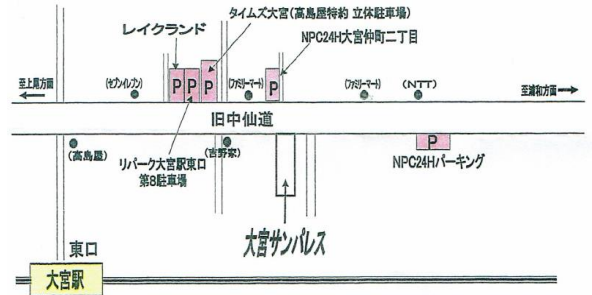 タイムズ大宮(高島屋特約 立体駐車場)
レイクランド
NPC24H大宮仲町二丁目
至上尾方面
(セブンイレブン)
P
P
P
(ファミリーマート)
P
(ファミリーマート)
(NTT)
至浦和方面
旧中仙道
(高島屋)
リパーク大宮駅東口
第8駐車場
(吉野家)
P
NPC24Hパーキング
大宮サンパレス
東口
大宮駅